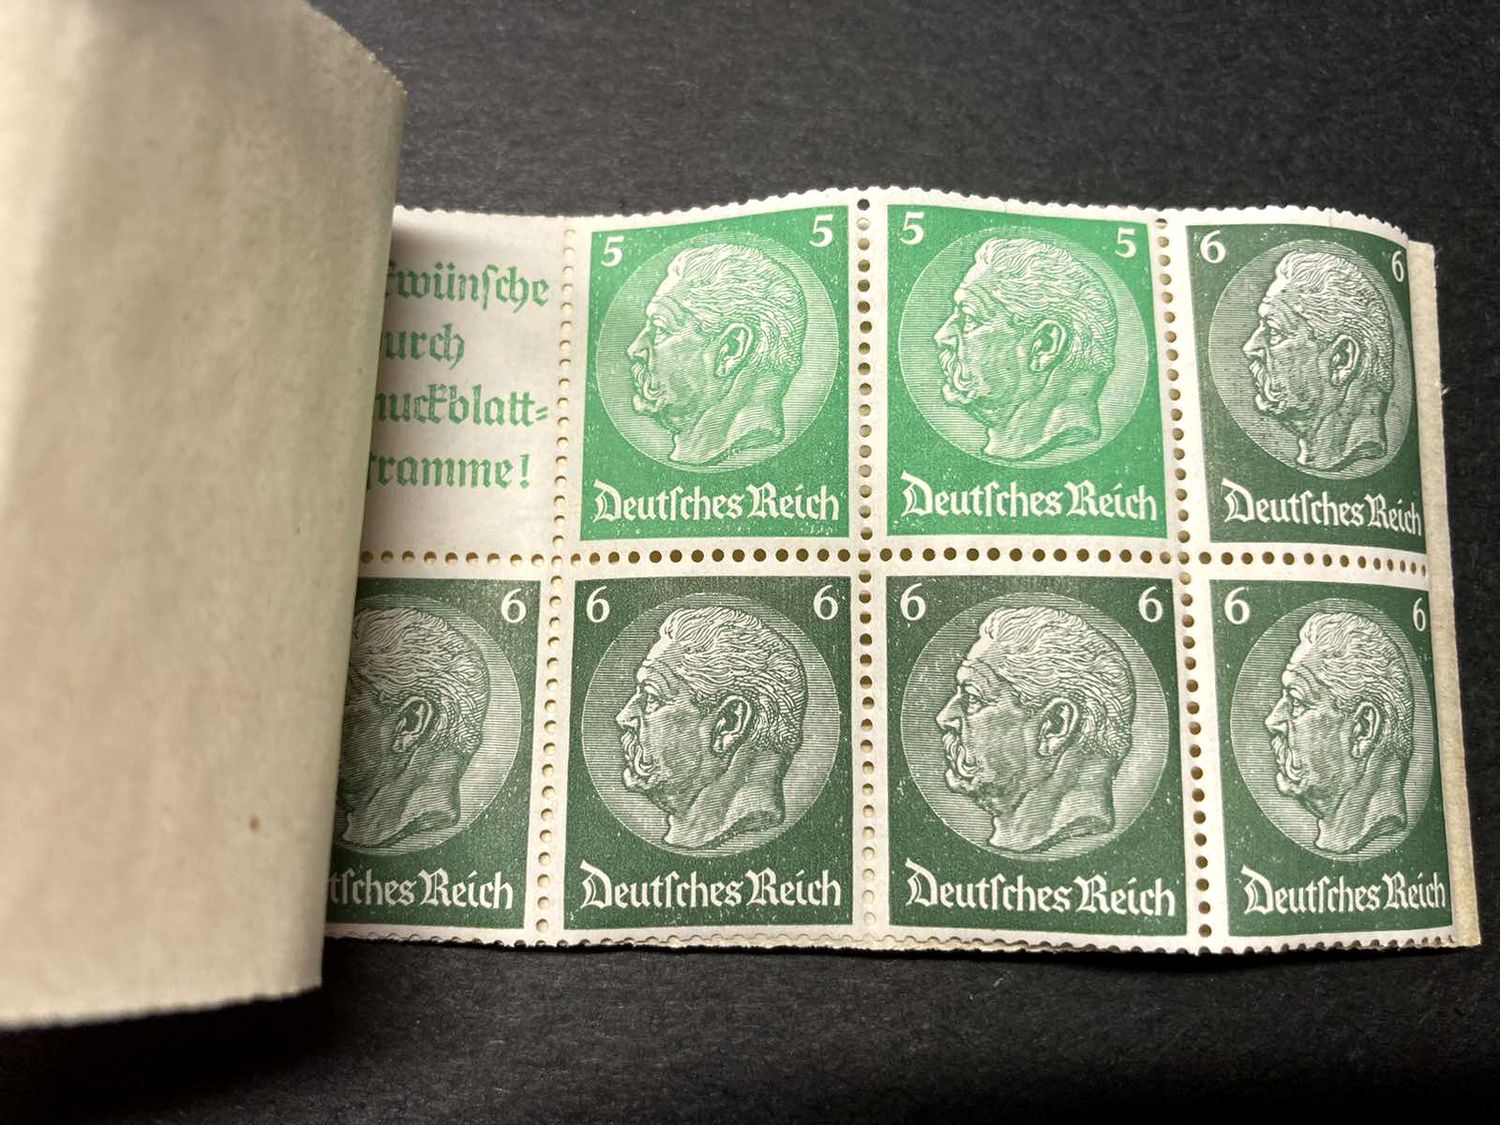 wünſche
urch
uckblatt-
ramme!
5 5
Deutſches Reich
5 5
Deutſches Reich
6 6
Deutſches Reich
6
tſches Reich
6 6
Deutſches Reich
6 6
Deutſches Reich
6 6
Deutſches Reich